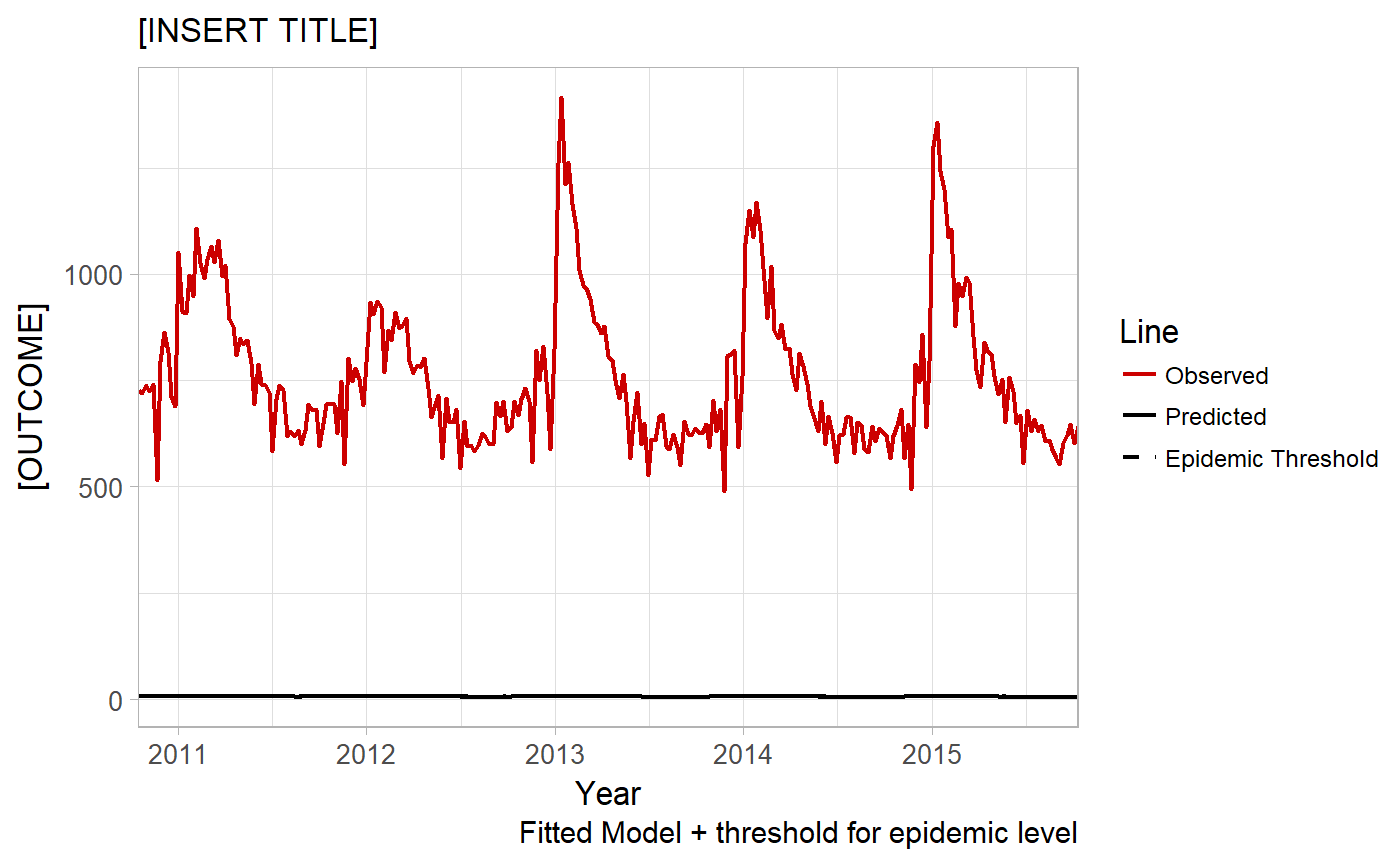 [INSERT TITLE]
[OUTCOME]
1000
500
0
2011 2012 2013 2014 2015
Year
Fitted Model + threshold for epidemic level
Line
Observed
Predicted
Epidemic Threshold